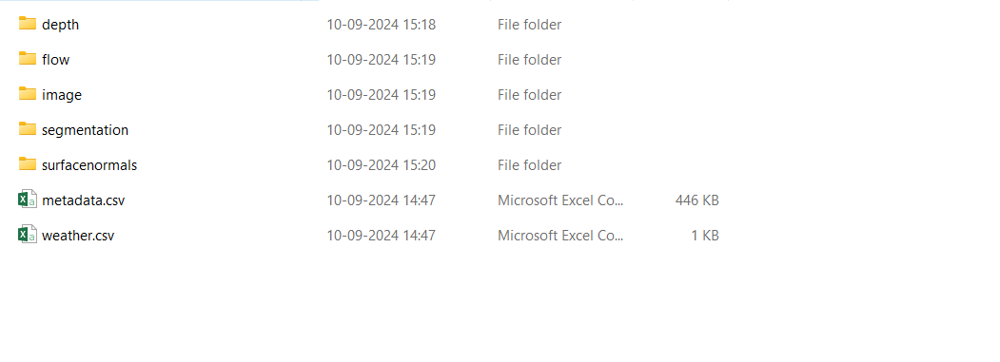 depth 10-09-2024 15:18 File folder
flow 10-09-2024 15:19 File folder
image 10-09-2024 15:19 File folder
segmentation 10-09-2024 15:19 File folder
surfacenormals 10-09-2024 15:20 File folder
metadata.csv 10-09-2024 14:47 Microsoft Excel Co... 446 KB
weather.csv 10-09-2024 14:47 Microsoft Excel Co... 1 KB